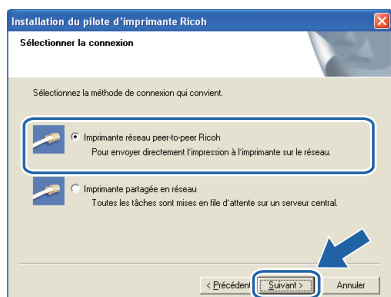 Installation du pilote d'imprimante Ricoh
Sélectionner la connexion
Sélectionnez la méthode de connexion qui convient.
Imprimante réseau peer-to-peer Ricoh
Pour envoyer directement l'impression à l'imprimante sur le réseau.
Imprimante partagée en réseau
Toutes les tâches sont mises en file d'attente sur un serveur central.
< Précédent Suivant > Annuler